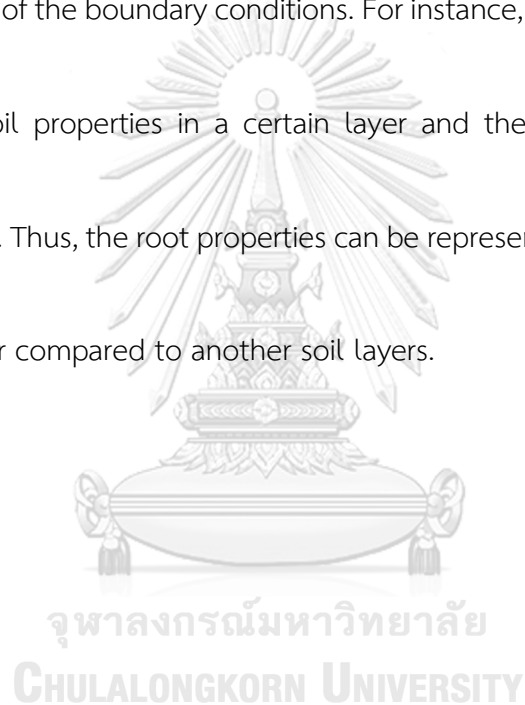 of the boundary conditions. For instance,
oil properties in a certain layer and the
. Thus, the root properties can be represen
r compared to another soil layers.
จุฬาลงกรณ์มหาวิทยาลัย
CHULALONGKORN UNIVERSITY